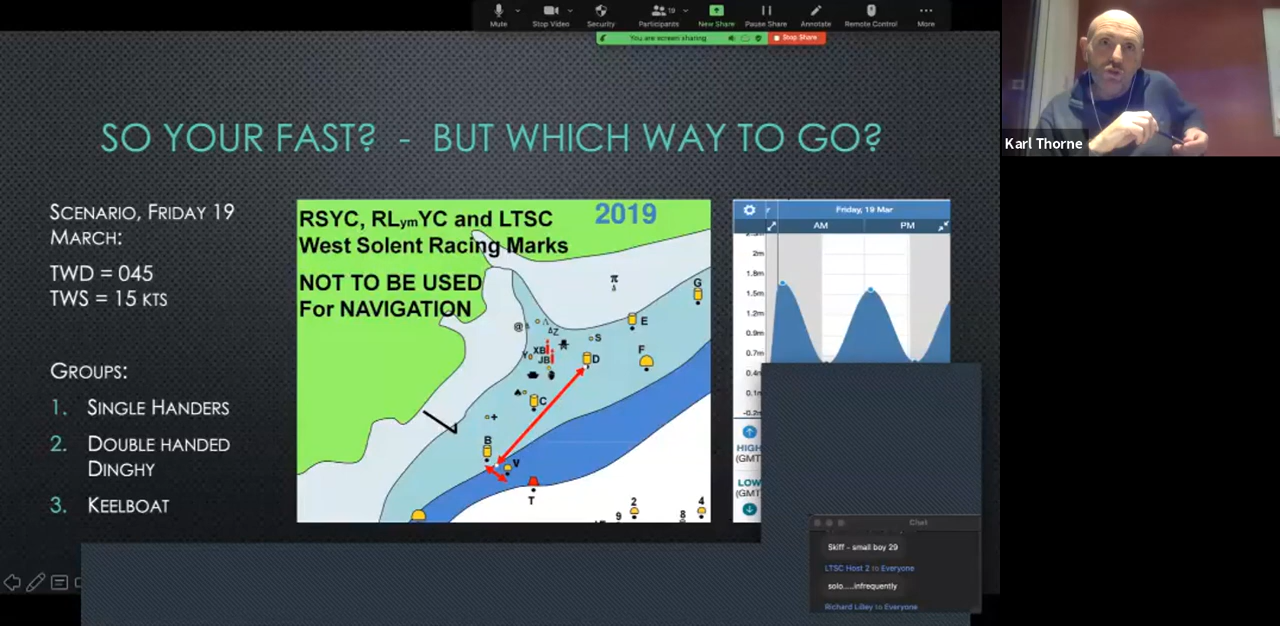 Mute
Stop Video
Security
Participants
19
New Share
Pause Share
Annotate
Remote Control
More
You are screen sharing
Stop Share
Karl Thorne
SO YOUR FAST? - BUT WHICH WAY TO GO?
SCENARIO, FRIDAY 19
MARCH:
TWD = 045
TWS = 15 KTS
GROUPS:
1. SINGLE HANDERS
2. DOUBLE HANDED
DINGHY
3. KEELBOAT
RSYC, RLymYC and LTSC
2019
West Solent Racing Marks
NOT TO BE USED
For NAVIGATION
π
G
E
@
Z
S
F
XB
Y
JB
D
C
+
B
V
T
2
4
9
8
Friday, 19 Mar
AM
PM
2m
1.8m
1.5m
1.2m
0.9m
0.7m
0.4m
0.1m
-0.2m
HIGH
(GMT
LOW
(GMT
Chat
Skiff - small boy 29
LTSC Host 2 to Everyone
solo.....infrequently
Richard Lilley to Everyone